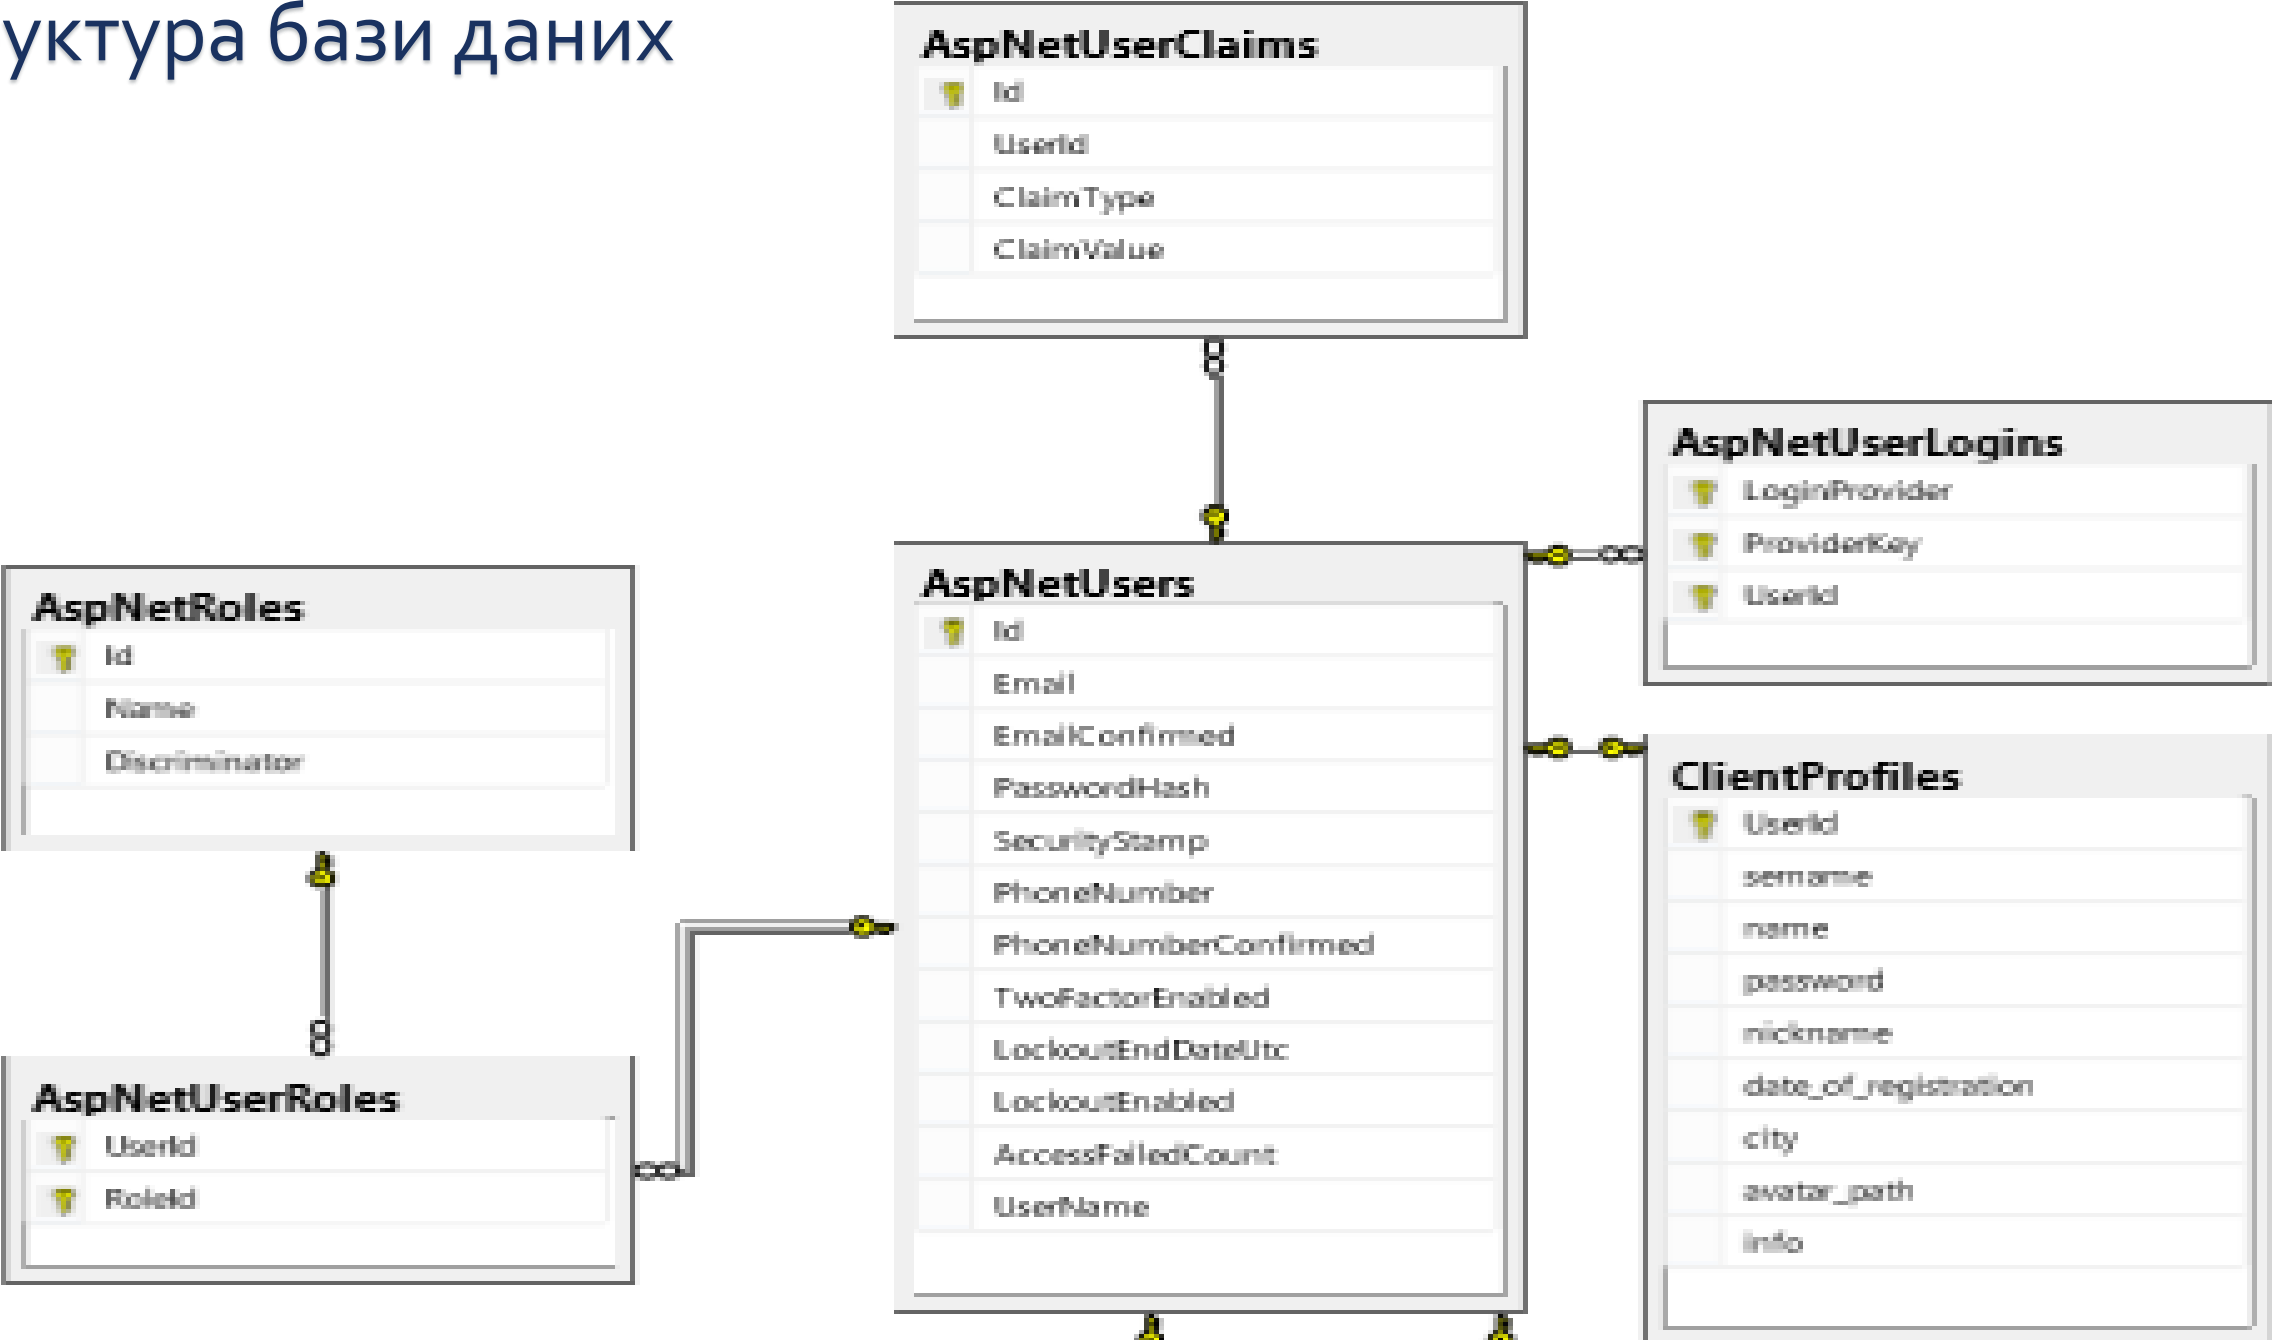 уктура бази даних
AspNetUserClaims
Id
UserId
ClaimType
ClaimValue
AspNetUserLogins
LoginProvider
ProviderKey
UserId
AspNetRoles
Id
Name
Discriminator
AspNetUsers
Id
Email
EmailConfirmed
PasswordHash
SecurityStamp
PhoneNumber
PhoneNumberConfirmed
TwoFactorEnabled
LockoutEndDateUtc
LockoutEnabled
AccessFailedCount
UserName
ClientProfiles
UserId
sername
name
password
nickname
date_of_registration
city
avatar_path
info
AspNetUserRoles
UserId
RoleId